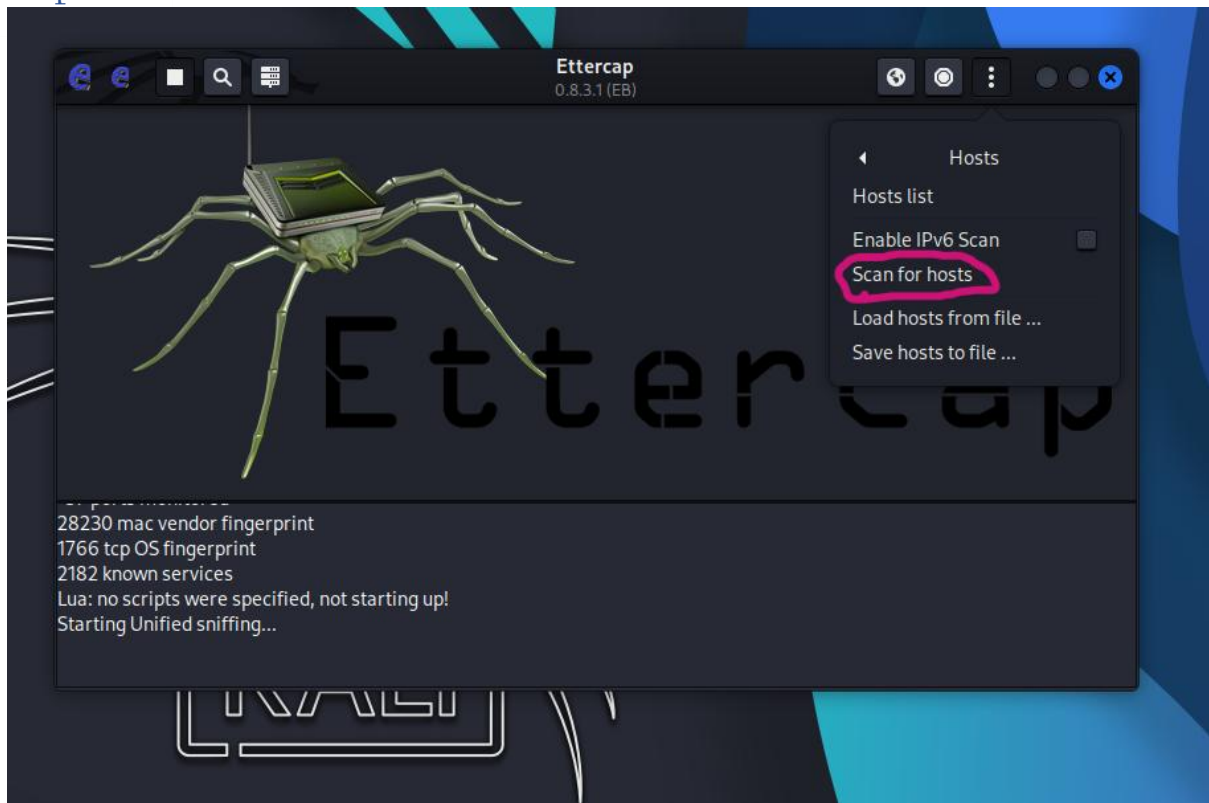 Ettercap
0.8.3.1 (EB)
Hosts
Hosts list
Enable IPv6 Scan
Scan for hosts
Load hosts from file ...
Save hosts to file ...
Ettercap
28230 mac vendor fingerprint
1766 tcp OS fingerprint
2182 known services
Lua: no scripts were specified, not starting up!
Starting Unified sniffing...
KALI